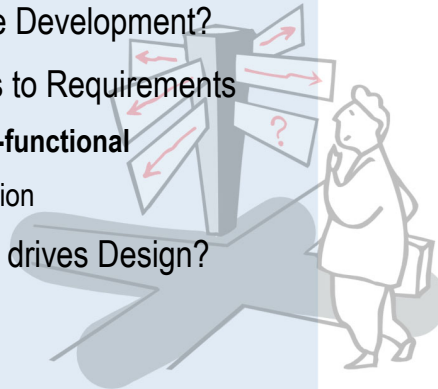 e Development?
s to Requirements
-functional
ion
drives Design?
?